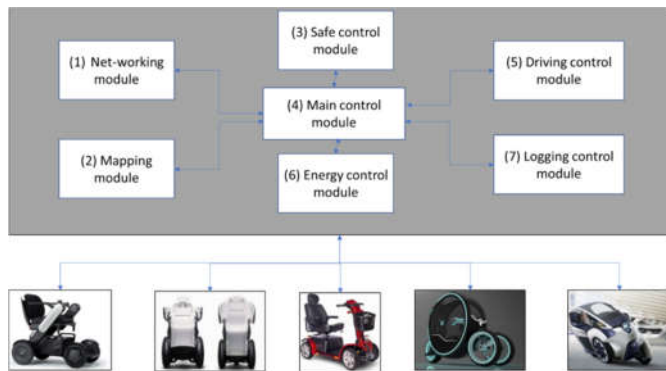 (3) Safe control
module
(1) Net-working
module
(5) Driving control
module
(4) Main control
module
(2) Mapping
module
(6) Energy control
module
(7) Logging control
module